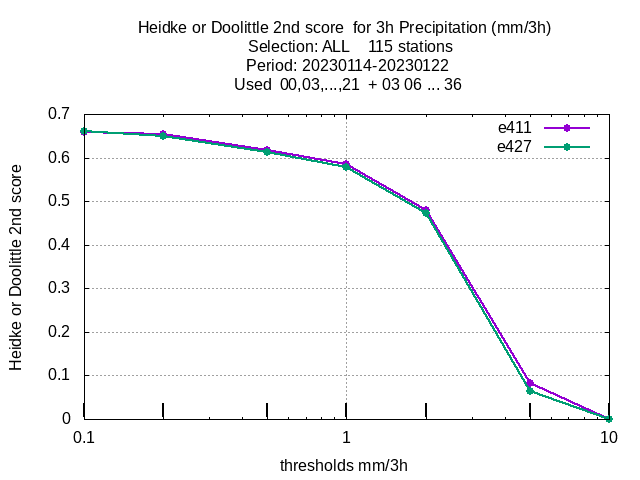 Heidke or Doolittle 2nd score  for 3h Precipitation (mm/3h)
Selection: ALL    115 stations
Period: 20230114-20230122
Used  00,03,...,21  + 03 06 ... 36
e411
e427
Heidke or Doolittle 2nd score
0.7
0.6
0.5
0.4
0.3
0.2
0.1
0
0.1 1 10
thresholds mm/3h